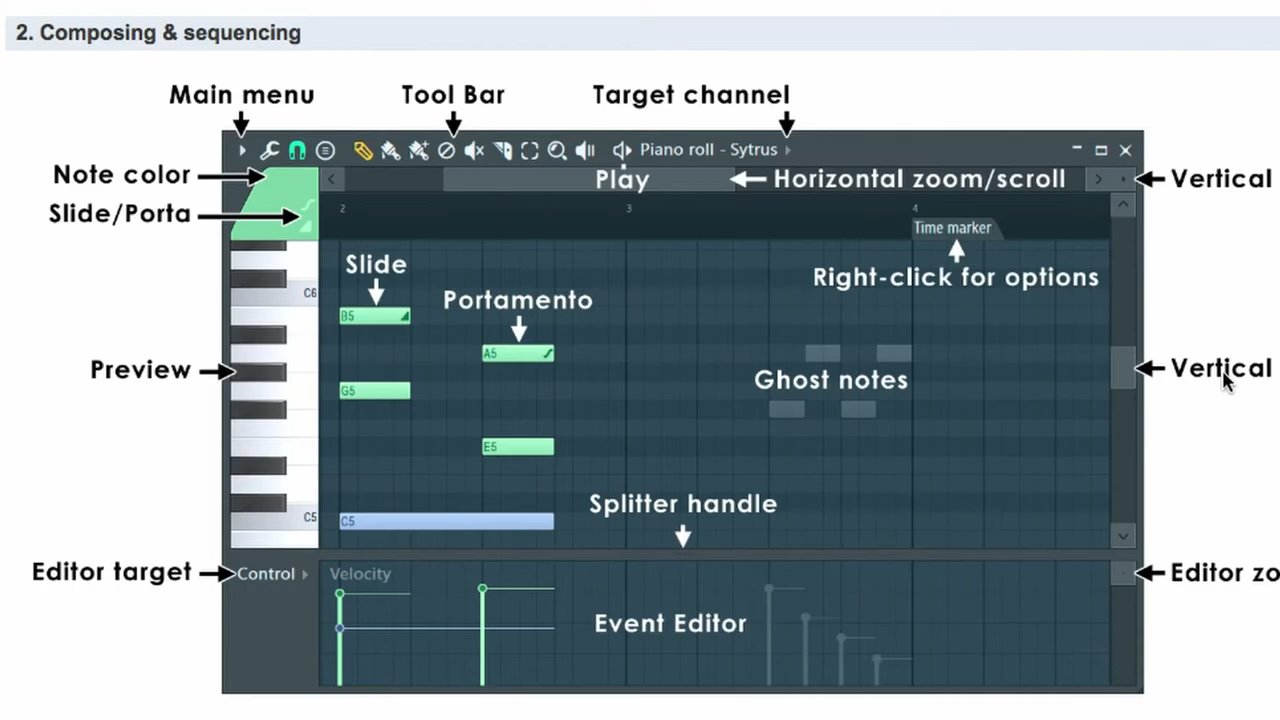 2. Composing & sequencing
Main menu
Tool Bar
Target channel
Piano roll - Sytrus
Note color
Play
Horizontal zoom/scroll
Vertical
Slide/Porta
2
3
4
Time marker
Slide
Right-click for options
C6
Portamento
B5
A5
Preview
Ghost notes
Vertical
G5
E5
Splitter handle
C5
C5
Editor target
Control
Velocity
Editor zo
Event Editor